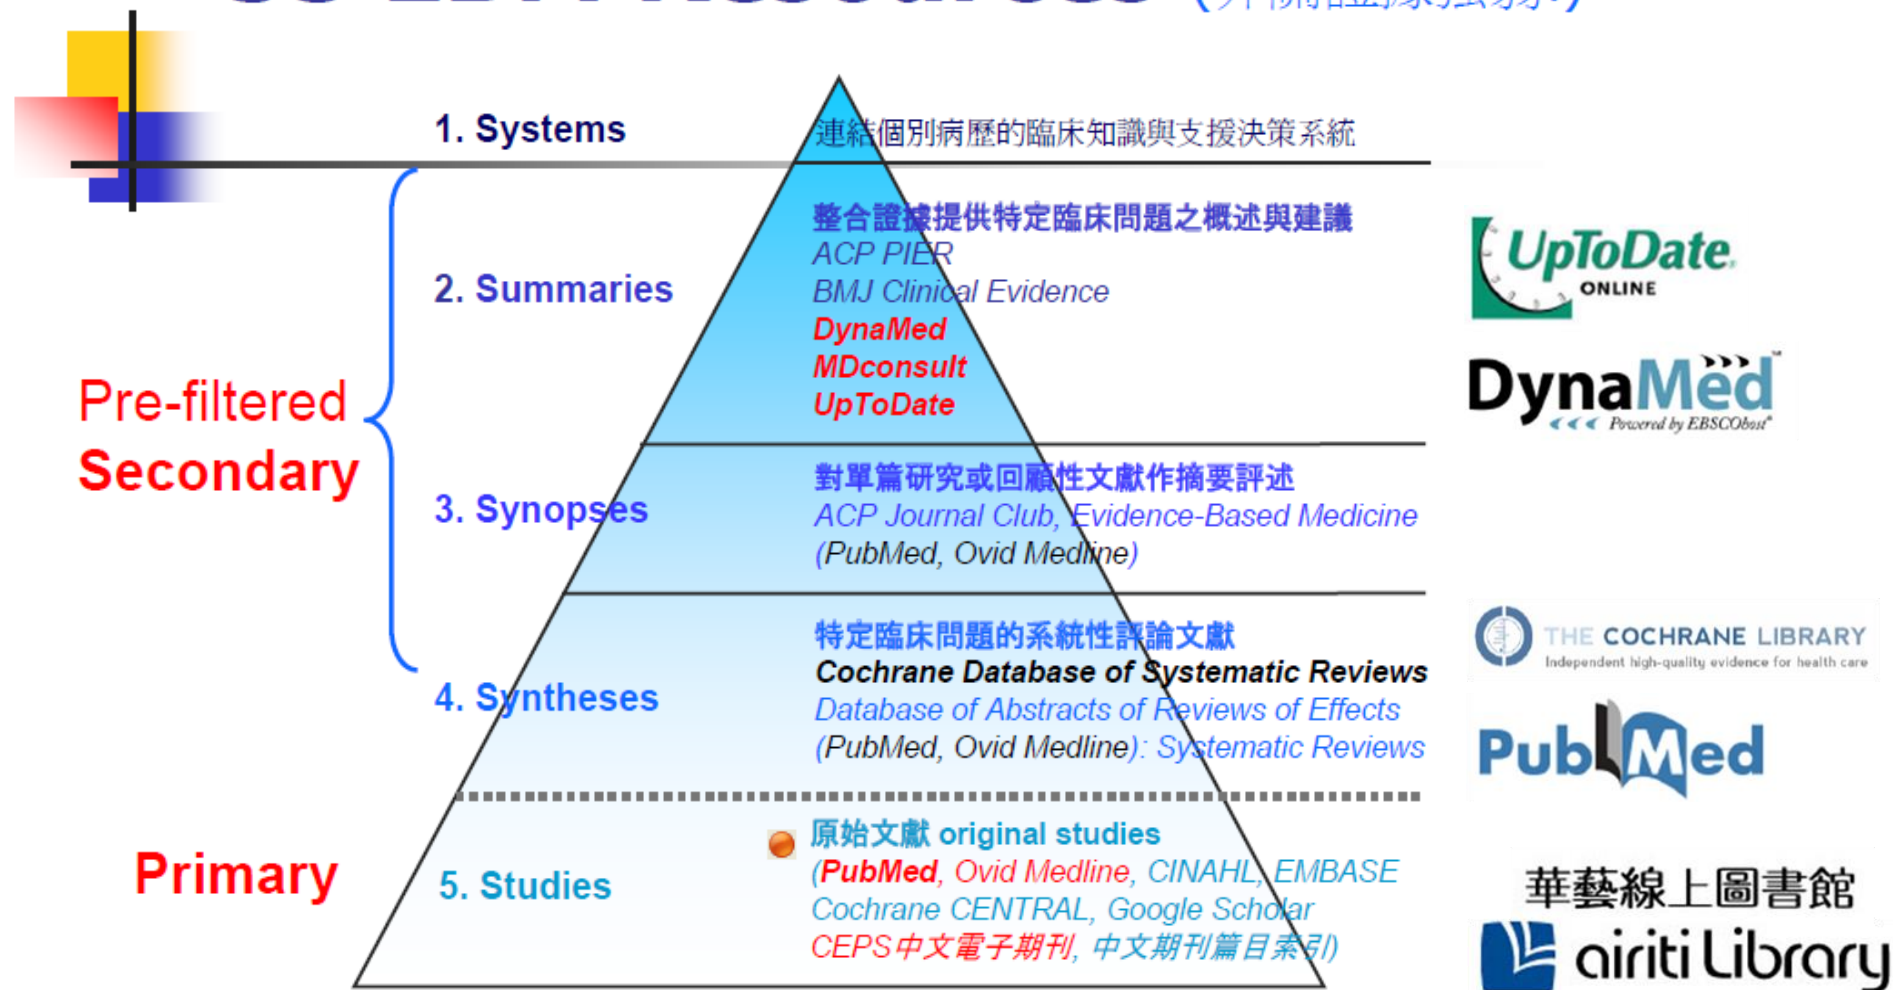 1. Systems
連結個別病歷的臨床知識與支援決策系統
Pre-filtered
Secondary
2. Summaries
整合證據提供特定臨床問題之概述與建議
ACP PIER
BMJ Clinical Evidence
DynaMed
MDconsult
UpToDate
UpToDate®
ONLINE
DynaMed™
Powered by EBSCOhost®
3. Synopses
對單篇研究或回顧性文獻作摘要評述
ACP Journal Club, Evidence-Based Medicine
(PubMed, Ovid Medline)
4. Syntheses
特定臨床問題的系統性評論文獻
Cochrane Database of Systematic Reviews
Database of Abstracts of Reviews of Effects
(PubMed, Ovid Medline): Systematic Reviews
THE COCHRANE LIBRARY
Independent high-quality evidence for health care
PubMed
Primary
5. Studies
原始文獻 original studies
(PubMed, Ovid Medline, CINAHL, EMBASE
Cochrane CENTRAL, Google Scholar
CEPS中文電子期刊, 中文期刊篇目索引)
華藝線上圖書館
airiti Library